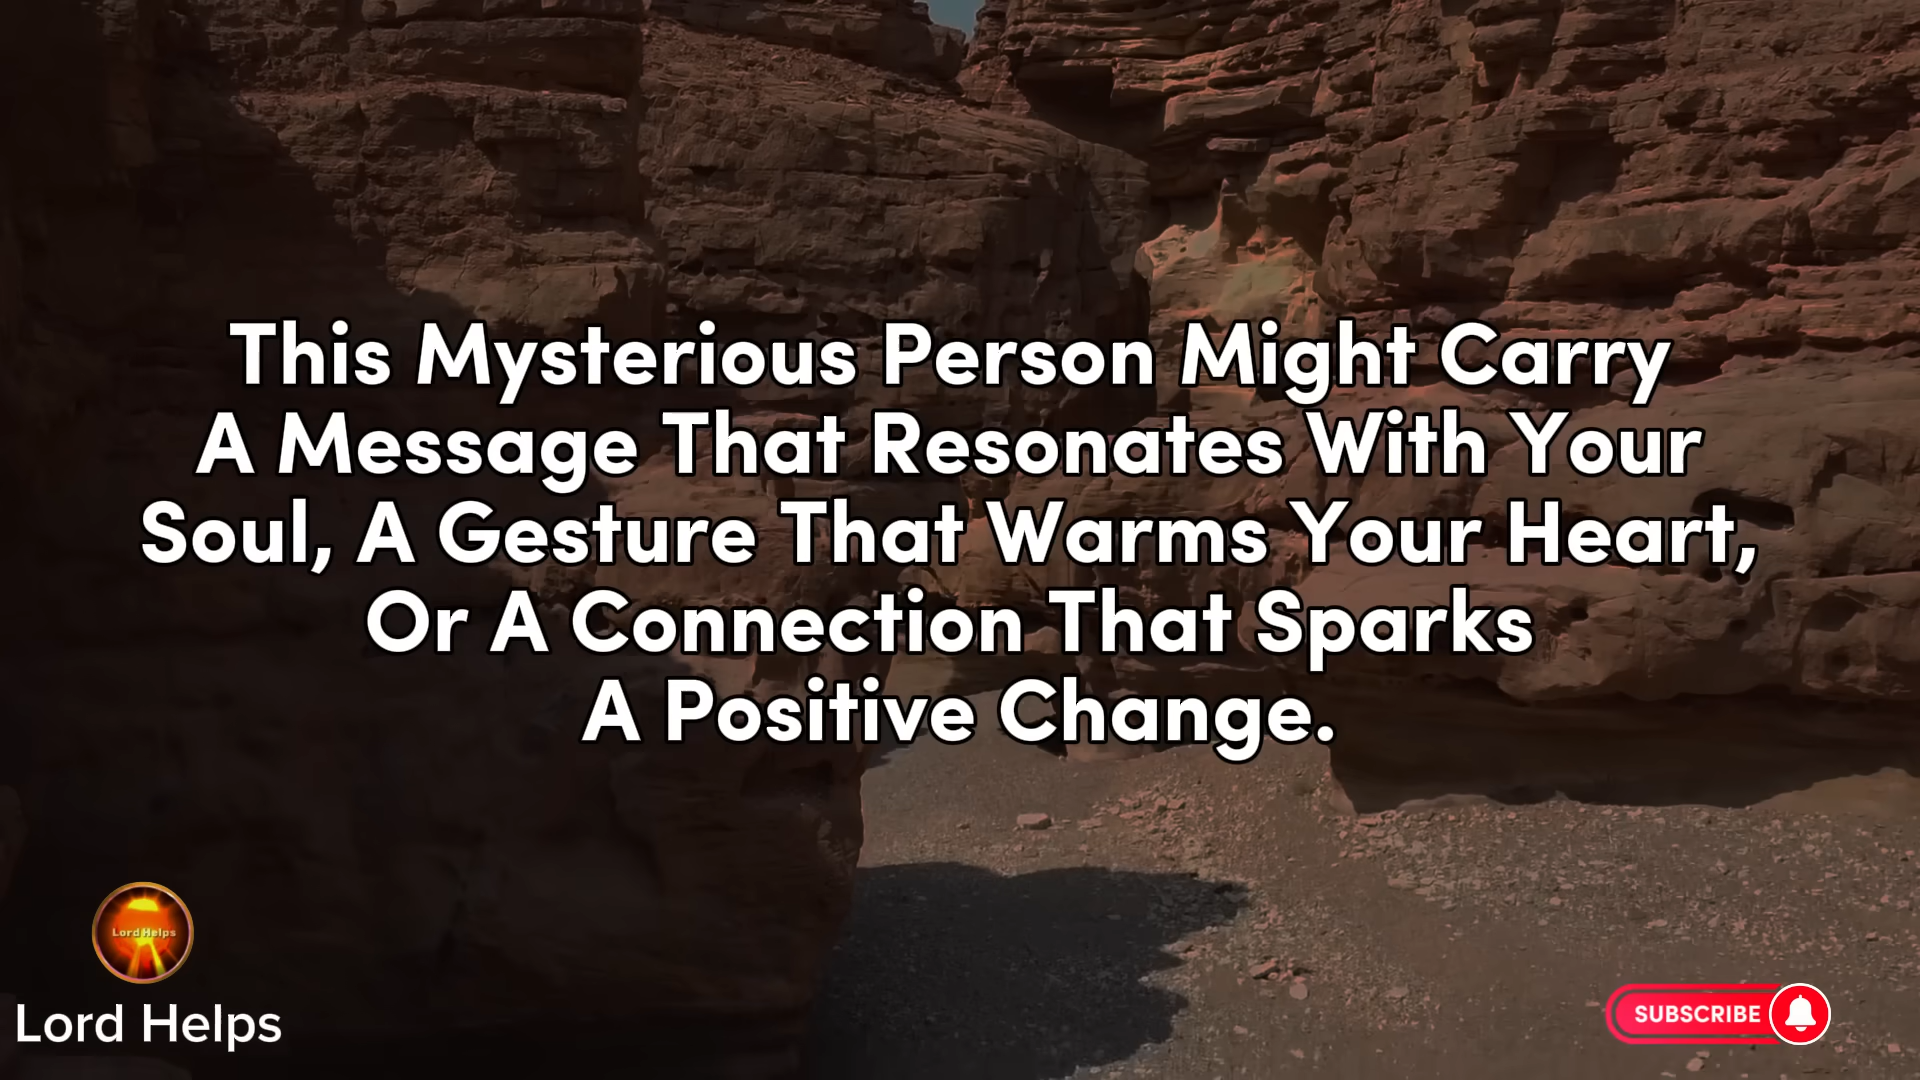 This Mysterious Person Might Carry
A Message That Resonates With Your
Soul, A Gesture That Warms Your Heart,
Or A Connection That Sparks
A Positive Change.
Lord Helps
Lord Helps
SUBSCRIBE